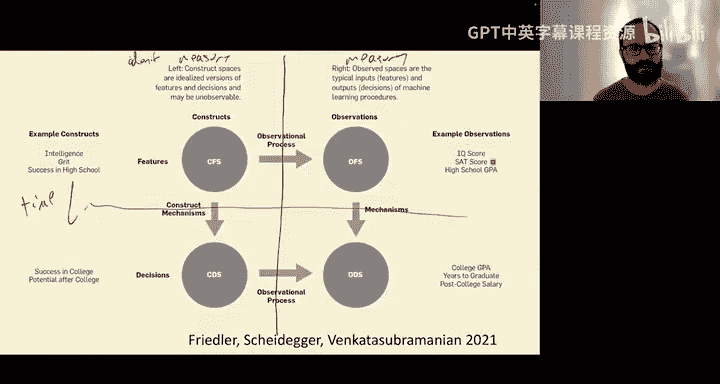 GPT中英字幕课程资源
bilibili
measure
Left: Construct spaces
are idealized versions of
features and decisions and
may be unobservable.
Right: Observed spaces are the
typical inputs (features) and
outputs (decisions) of machine
learning procedures.
Example Constructs
Constructs
Observational
Process
Observations
Example Observations
Intelligence
Grit
Success in High School
Features
CFS
OFS
IQ Score
SAT Score
High School GPA
time
Construct
Mechanisms
Mechanisms
Success in College
Potential after College
Decisions
CDS
ODS
College GPA
Years to Graduate
Post-College Salary
Observational
Process
Friedler, Scheidegger, Venkatasubramanian 2021